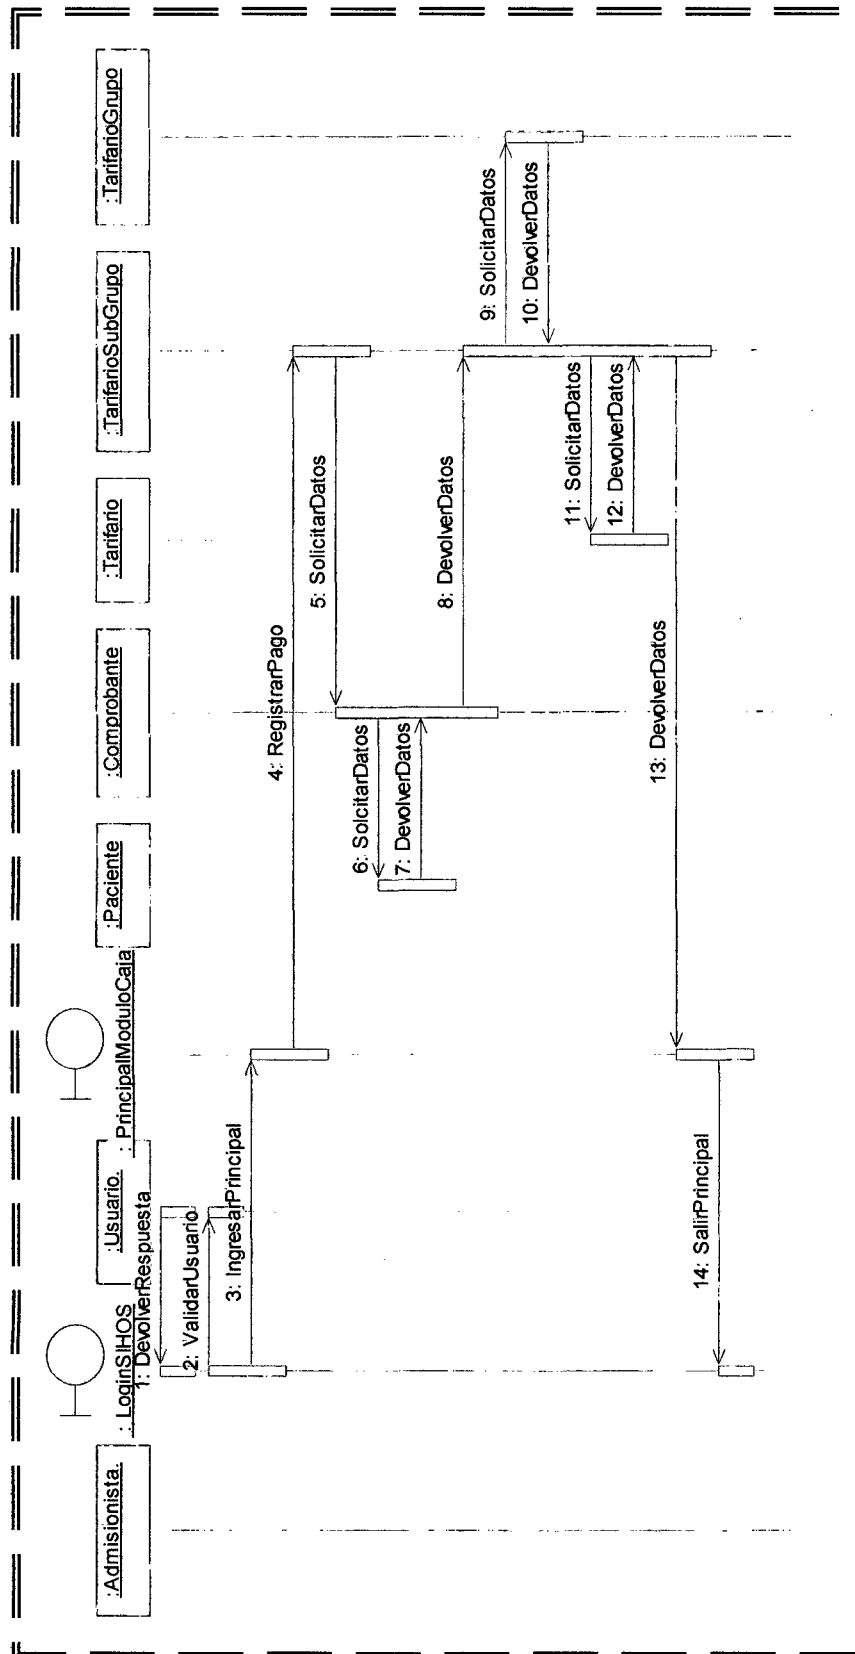 :Admisionista.
: LoginSIHOS
:Usuario.
: PrincipalModuloCaja
:Paciente
:Comprobante
:Tarifario
:TarifarioSubGrupo
:TarifarioGrupo
1: DevolverRespuesta
2: ValidarUsuario
3: IngresarPrincipal
4: RegistrarPago
5: SolicitarDatos
6: SolcitarDatos
7: DevolverDatos
8: DevolverDatos
9: SolicitarDatos
10: DevolverDatos
11: SolicitarDatos
12: DevolverDatos
13: DevolverDatos
14: SalirPrincipal